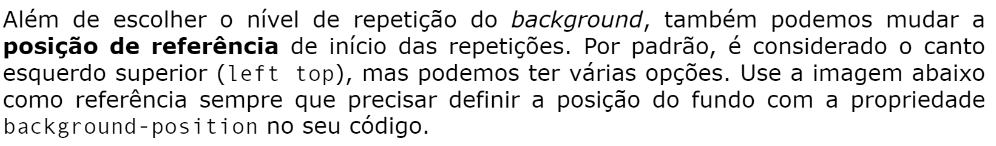 Além de escolher o nível de repetição do background, também podemos mudar a
posição de referência de início das repetições. Por padrão, é considerado o canto
esquerdo superior (left top), mas podemos ter várias opções. Use a imagem abaixo
como referência sempre que precisar definir a posição do fundo com a propriedade
background-position no seu código.